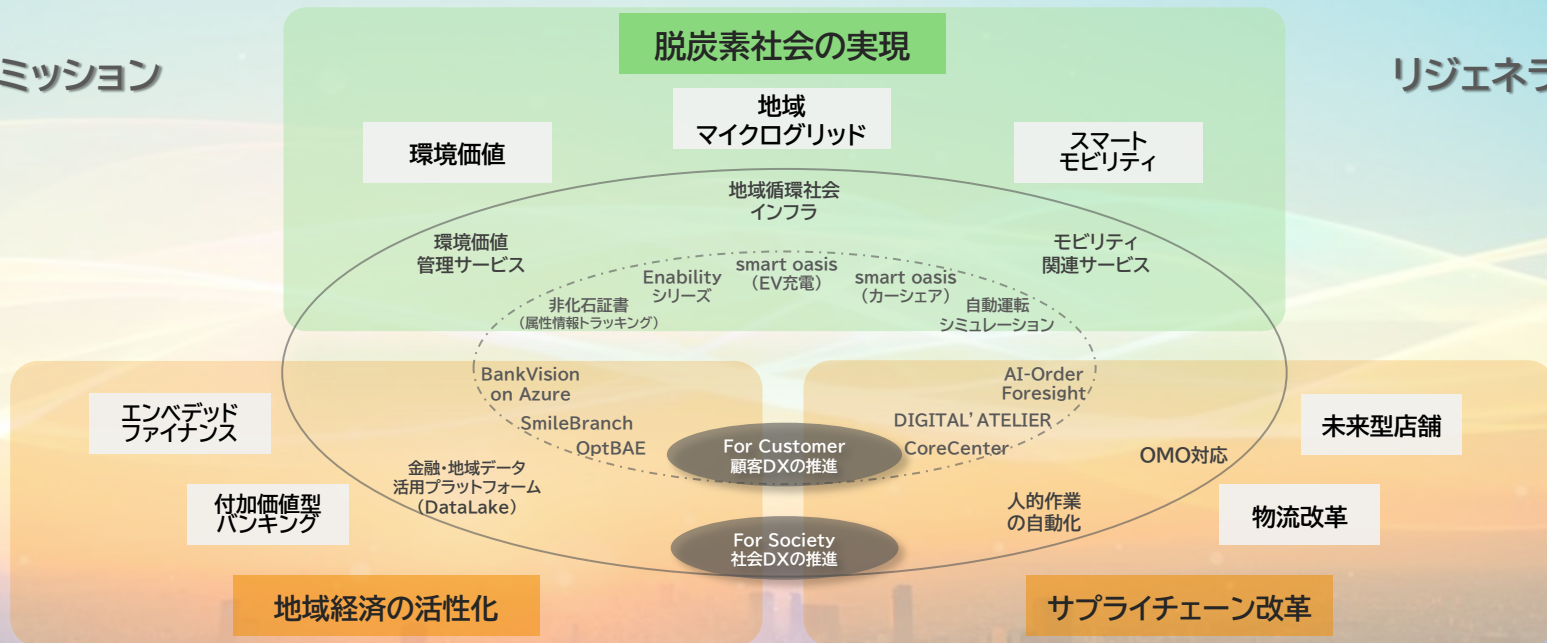 脱炭素社会の実現
ミッション
リジェネラ
地域
マイクログリッド
環境価値
スマート
モビリティ
地域循環社会
インフラ
環境価値
管理サービス
モビリティ
関連サービス
Enability
シリーズ
smart oasis
(EV充電)
smart oasis
(カーシェア)
非化石証書
(属性情報トラッキング)
自動運転
シミュレーション
BankVision
on Azure
SmileBranch
OptBAE
AI-Order
Foresight
DIGITAL'ATELIER
CoreCenter
For Customer
顧客DXの推進
エンベデッド
ファイナンス
付加価値型
バンキング
金融・地域データ
活用プラットフォーム
(DataLake)
OMO対応
人的作業
の自動化
未来型店舗
物流改革
For Society
社会DXの推進
地域経済の活性化
サプライチェーン改革